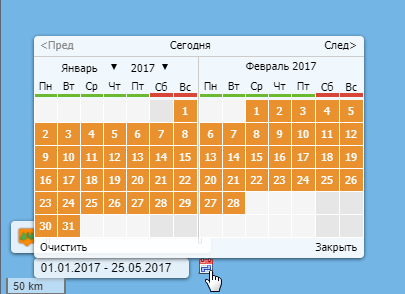 <Пред Сегодня След>
Январь ▼ 2017 ▼ Февраль 2017
Пн Вт Ср Чт Пт Сб Вс Пн Вт Ср Чт Пт Сб Вс
1 1 2 3 4 5
2 3 4 5 6 7 8 6 7 8 9 10 11 12
9 10 11 12 13 14 15 13 14 15 16 17 18 19
16 17 18 19 20 21 22 20 21 22 23 24 25 26
23 24 25 26 27 28 29 27 28
30 31
Очистить Закрыть
01.01.2017 - 25.05.2017
50 km